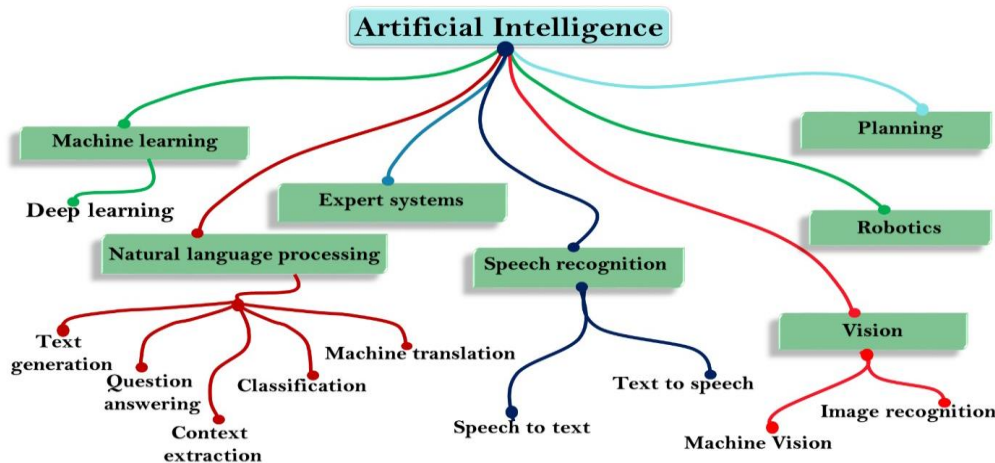 Artificial Intelligence
Machine learning
Deep learning
Natural language processing
Text
generation
Question
answering
Context
extraction
Classification
Machine translation
Expert systems
Speech recognition
Speech to text
Text to speech
Vision
Machine Vision
Image recognition
Robotics
Planning